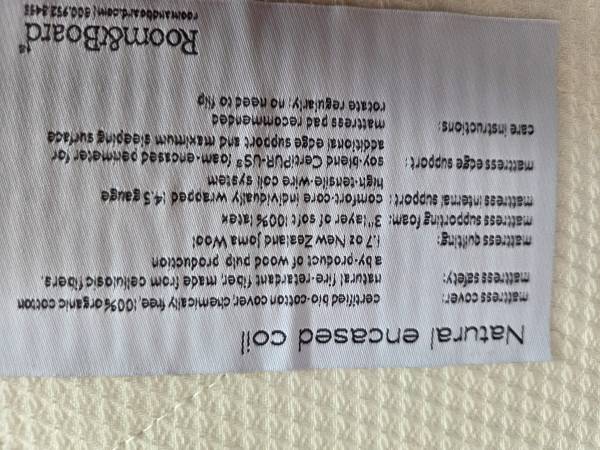 Natural encased coil
mattress cover: certified bio-cotton cover, chemically free, 100% organic cotton
mattress safety: natural fire-retardant fiber, made from cellulosic fibers,
a by-product of wood pulp production
mattress quilting: 1.7 oz New Zealand Joma Wool
mattress supporting foam: 3" layer of soft 100% latex
mattress internal support: comfort-core individually wrapped 14.5 gauge
high-tensile-wire coil system
mattress edge support: soy-blend CertiPUR-US® foam-encased perimeter for
additional edge support and maximum sleeping surface
care instructions: mattress pad recommended
rotate regularly; no need to flip
Room&Board®
roomandboard.com; 800.952.8455